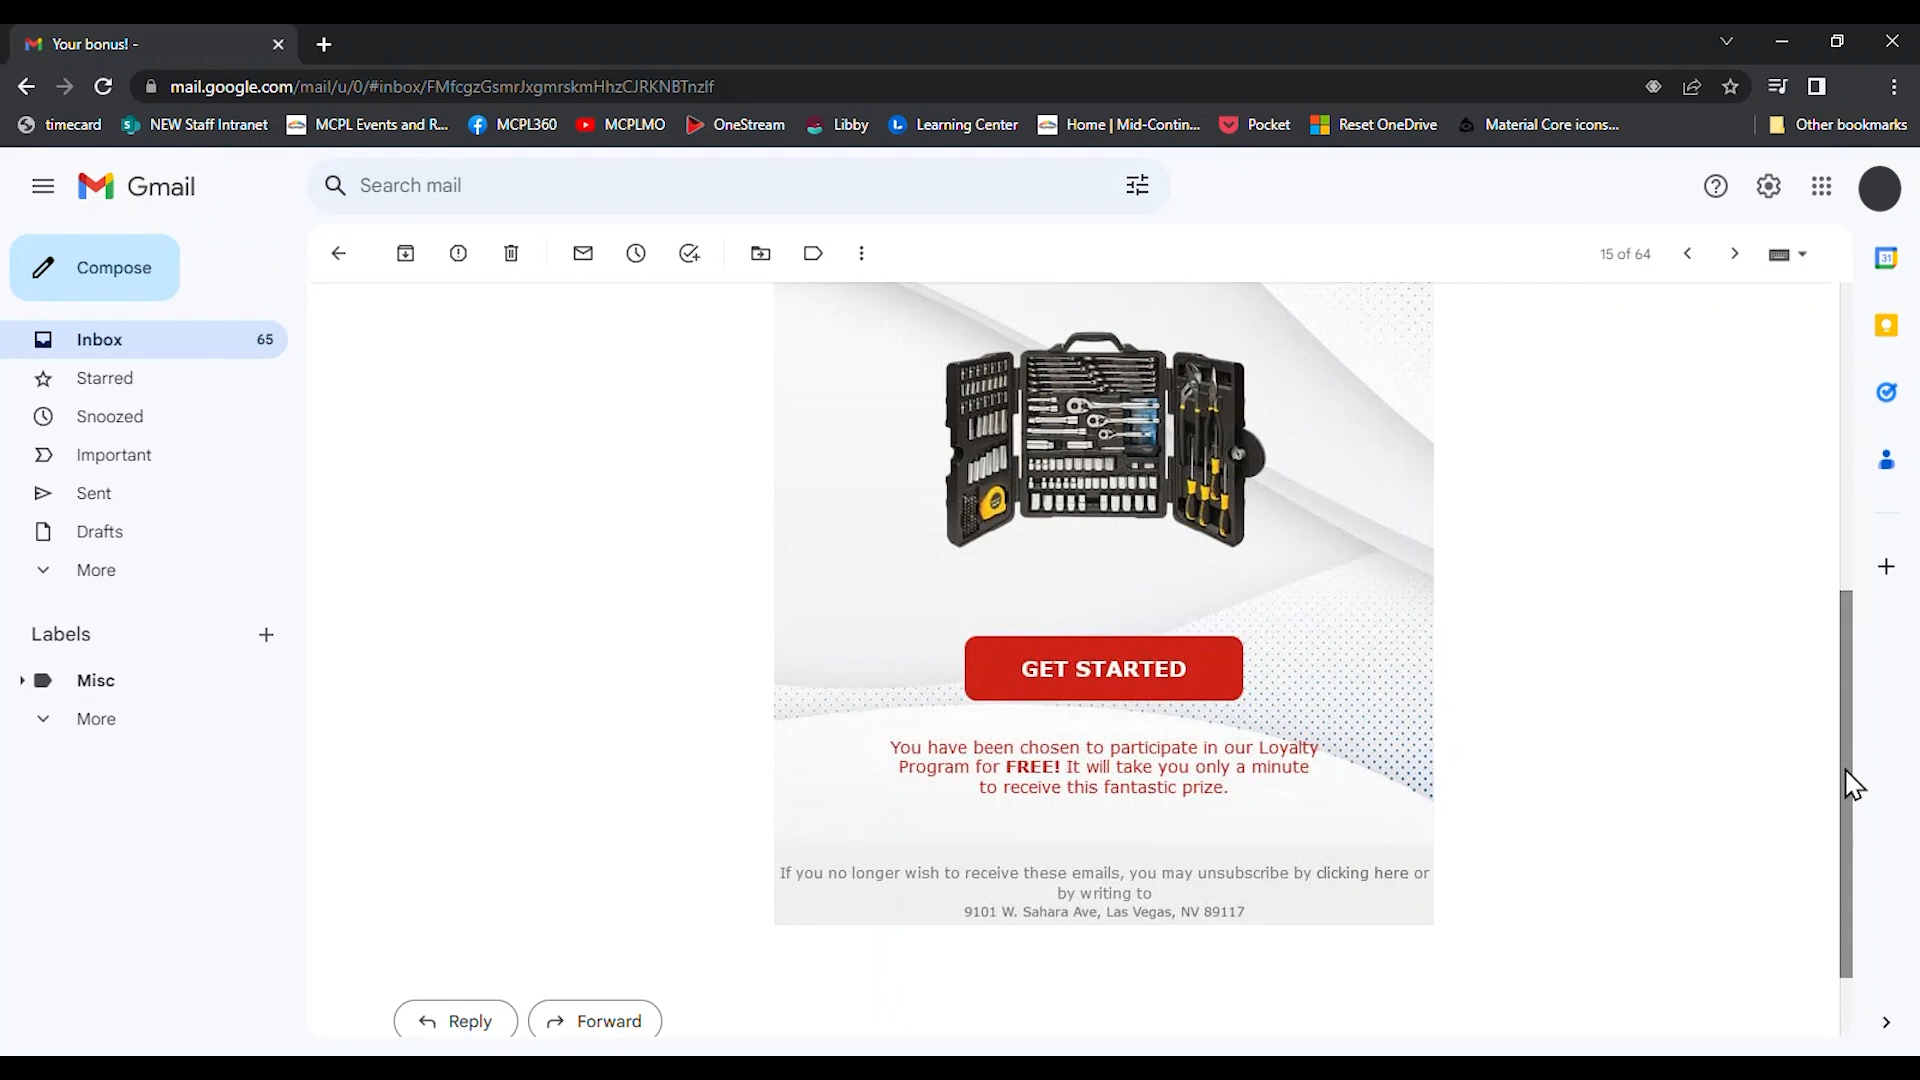 Your bonus! -
mail.google.com/mail/u/0/#inbox/FMfcgzGsmrJxgmrskmHhzCJRKNBTnzlf
timecard
NEW Staff Intranet
MCPL Events and R...
MCPL360
MCPLMO
OneStream
Libby
Learning Center
Home | Mid-Contin...
Pocket
Reset OneDrive
Material Core icons...
Other bookmarks
Gmail
Search mail
Compose
15 of 64
31
Inbox 65
Starred
Snoozed
Important
Sent
Drafts
More
Labels
Misc
More
GET STARTED
You have been chosen to participate in our Loyalty
Program for FREE! It will take you only a minute
to receive this fantastic prize.
If you no longer wish to receive these emails, you may unsubscribe by clicking here or
by writing to
9101 W. Sahara Ave, Las Vegas, NV 89117
Reply
Forward